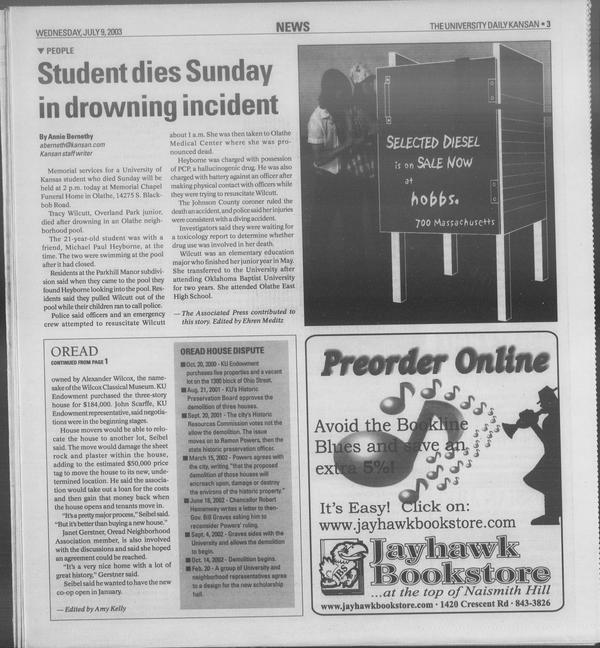 WEDNESDAY, JULY 9, 2003
NEWS
THE UNIVERSITY DAILY KANSAN ▪ 3
▼ PEOPLE
Student dies Sunday
in drowning incident
By Annie Bernethy
aberneth@kansan.com
Kansan staff writer
Memorial services for a University of
Kansas student who died Sunday will be
held at 2 p.m. today at Memorial Chapel
Funeral Home in Olathe, 14275 S. Black-
bob Road.
Tracy Wilcutt, Overland Park junior,
died after drowning in an Olathe neigh-
borhood pool.
The 21-year-old student was with a
friend, Michael Paul Heyborne, at the
time. The two were swimming at the pool
after it had closed.
Residents at the Parkhill Manor subdivi-
sion said when they came to the pool they
found Heyborne looking into the pool. Res-
idents said they pulled Wilcutt out of the
pool while their children ran to call police.
Police said officers and an emergency
crew attempted to resuscitate Wilcutt
about 1 a.m. She was then taken to Olathe
Medical Center where she was pro-
nounced dead.
Heyborne was charged with possession
of PCP, a hallucinogenic drug. He was also
charged with battery against an officer after
making physical contact with officers while
they were trying to resuscitate Wilcutt.
The Johnson County coroner ruled the
death an accident, and police said her injuries
were consistent with a diving accident.
Investigators said they were waiting for
a toxicology report to determine whether
drug use was involved in her death.
Wilcutt was an elementary education
major who finished her junior year in May.
She transferred to the University after
attending Oklahoma Baptist University
for two years. She attended Olathe East
High School.
— The Associated Press contributed to
this story. Edited by Ehren Meditz
SELECTED DIESEL
is on SALE NOW
at
hobbs.
700 Massachusetts
OREAD
CONTINUED FROM PAGE 1
owned by Alexander Wilcox, the name-
sake of the Wilcox Classical Museum. KU
Endowment purchased the three-story
house for $184,000. John Scarffe, KU
Endowment representative, said negotia-
tions were in the beginning stages.
House movers would be able to relo-
cate the house to another lot, Seibel
said. The move would damage the sheet
rock and plaster within the house,
adding to the estimated $50,000 price
tag to move the house to its new, unde-
termined location. He said the associa-
tion would take out a loan for the costs
and then gain that money back when
the house opens and tenants move in.
"It's a pretty major process," Seibel said.
"But it's better than buying a new house."
Janet Gerstner, Oread Neighborhood
Association member, is also involved
with the discussions and said she hoped
an agreement could be reached.
"It's a very nice home with a lot of
great history," Gerstner said.
Seibel said he wanted to have the new
co-op open in January.
— Edited by Amy Kelly
OREAD HOUSE DISPUTE
■ Oct. 20, 2000 - KU Endowment
purchases five properties and a vacant
lot on the 1300 block of Ohio Street.
■ Aug. 21, 2001 - KU's Historic
Preservation Board approves the
demolition of three houses.
■ Sept. 20, 2001 - The city's Historic
Resources Commission votes not the
allow the demolition. The issue
moves on to Ramon Powers, then the
state historic preservation officer.
■ March 15, 2002 - Powers agrees with
the city, writing "that the proposed
demolition of those houses will
encroach upon, damage or destroy
the environs of the historic property."
■ June 18, 2002 - Chancellor Robert
Hemenway writes a letter to then-
Gov. Bill Graves asking him to
reconsider Powers' ruling.
■ Sept. 4, 2002 - Graves sides with the
University and allows the demolition
to begin.
■ Oct. 14, 2002 - Demolition begins.
■ Feb. 20 - A group of University and
neighborhood representatives agree
to a design for the new scholarship
hall.
Preorder Online
Avoid the Bookline
Blues and save an
extra 5%!
It's Easy! Click on:
www.jayhawkbookstore.com
JBS
Jayhawk
Bookstore
...at the top of Naismith Hill
www.jayhawkbookstore.com · 1420 Crescent Rd · 843-3826